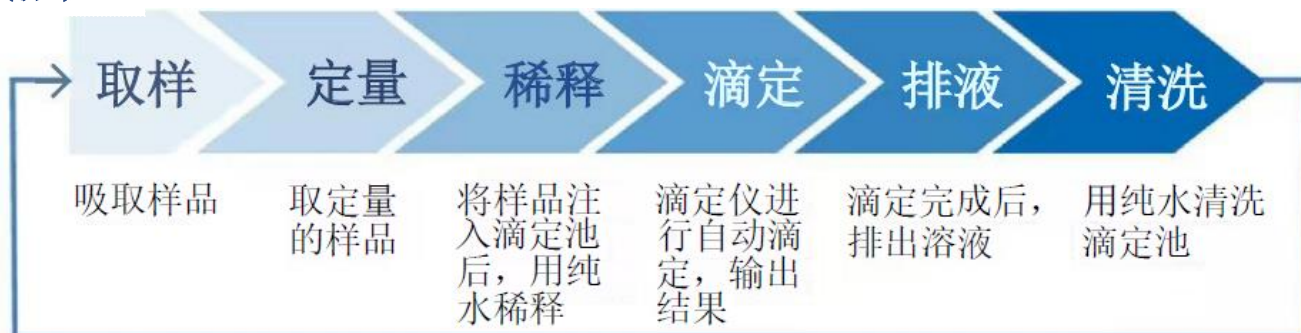 取样
定量
稀释
滴定
排液
清洗
吸取样品
取定量
的样品
将样品注
入滴定池
后，用纯
水稀释
滴定仪进
行自动滴
定，输出
结果
滴定完成后，
排出溶液
用纯水清洗
滴定池